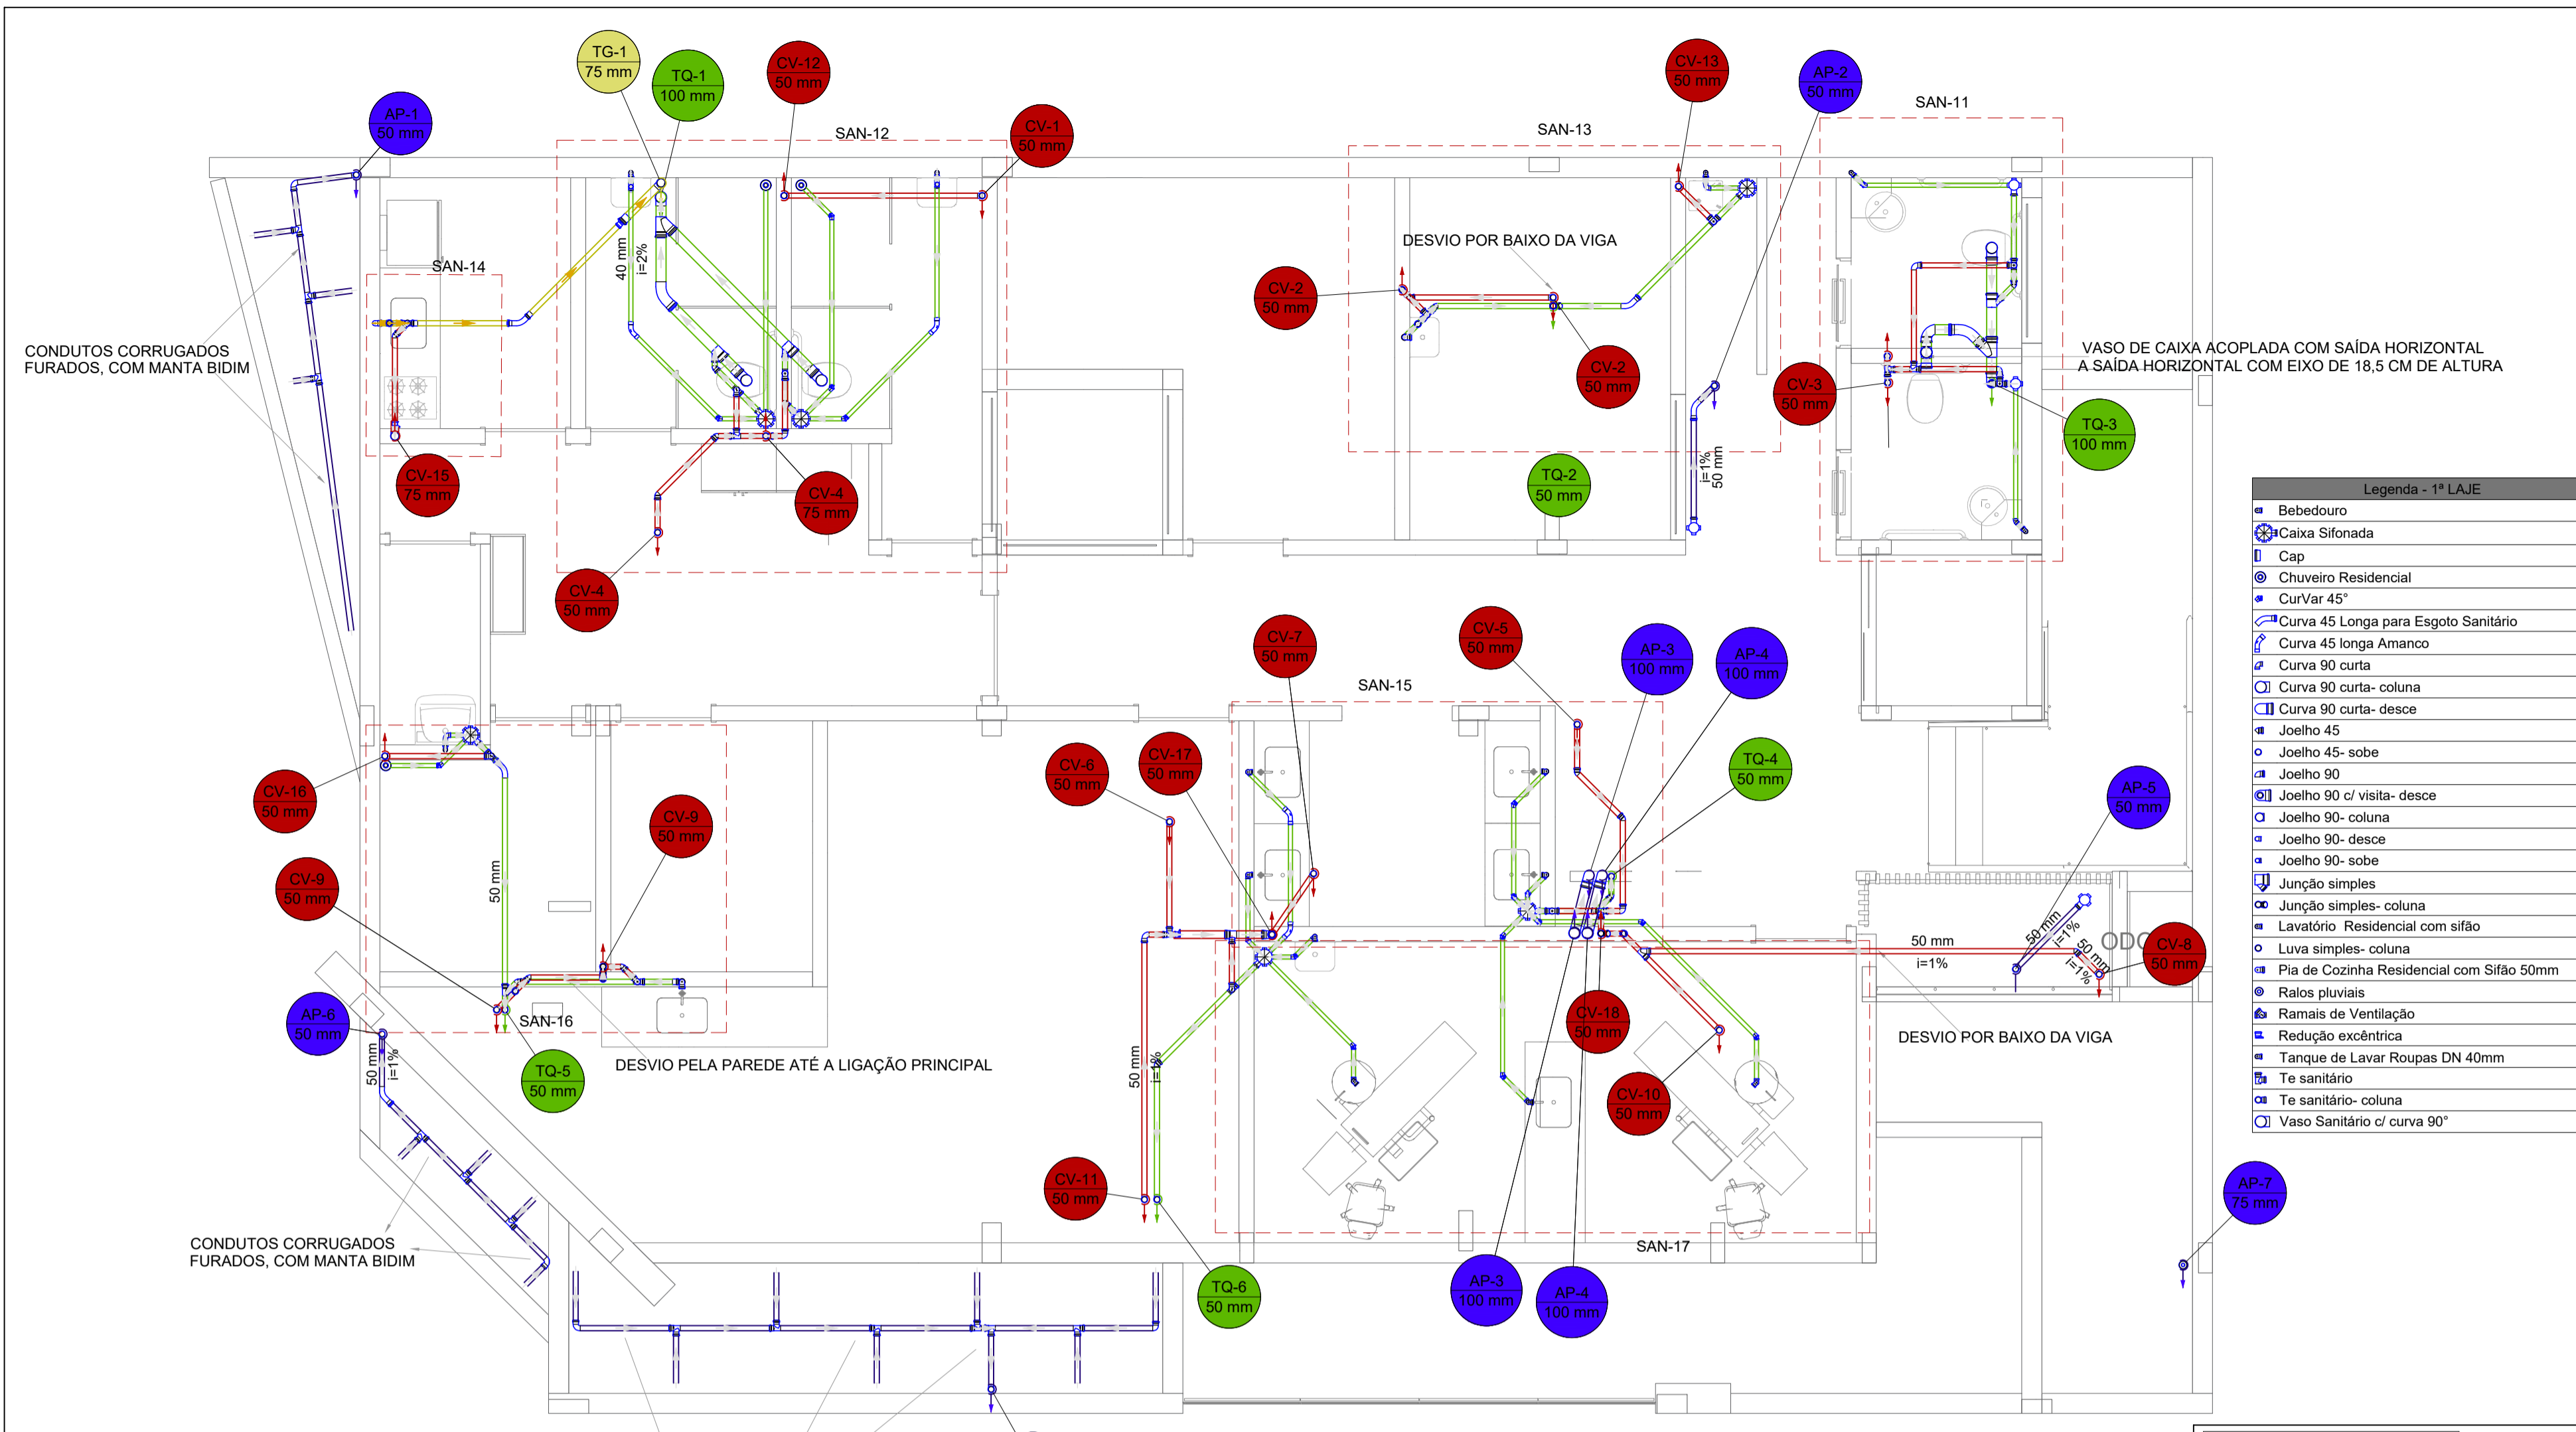 TG-1
75 mm
TQ-1
100 mm
CV-12
50 mm
CV-13
50 mm
AP-2
50 mm
AP-1
50 mm
SAN-12
CV-1
50 mm
SAN-13
SAN-11
40 mm
i=2%
DESVIO POR BAIXO DA VIGA
SAN-14
CV-2
50 mm
CONDUTOS CORRUGADOS
FURADOS, COM MANTA BIDIM
CV-2
50 mm
CV-3
50 mm
VASO DE CAIXA ACOPLADA COM SAÍDA HORIZONTAL
A SAÍDA HORIZONTAL COM EIXO DE 18,5 CM DE ALTURA
TQ-3
100 mm
CV-15
75 mm
CV-4
75 mm
TQ-2
50 mm
i=1%
50 mm
CV-4
50 mm
Legenda - 1ª LAJE
Bebedouro
Caixa Sifonada
Cap
Chuveiro Residencial
CurVar 45°
Curva 45 Longa para Esgoto Sanitário
Curva 45 longa Amanco
Curva 90 curta
Curva 90 curta- coluna
Curva 90 curta- desce
Joelho 45
Joelho 45- sobe
Joelho 90
Joelho 90 c/ visita- desce
Joelho 90- coluna
Joelho 90- desce
Joelho 90- sobe
Junção simples
Junção simples- coluna
Lavatório Residencial com sifão
Luva simples- coluna
Pia de Cozinha Residencial com Sifão 50mm
Ralos pluviais
Ramais de Ventilação
Redução excêntrica
Tanque de Lavar Roupas DN 40mm
Te sanitário
Te sanitário- coluna
Vaso Sanitário c/ curva 90°
CV-7
50 mm
CV-5
50 mm
AP-3
100 mm
AP-4
100 mm
SAN-15
CV-6
50 mm
CV-17
50 mm
TQ-4
50 mm
AP-5
50 mm
CV-16
50 mm
CV-9
50 mm
CV-9
50 mm
50 mm
50 mm
i=1%
50 mm
i=1%
50 mm
i=1%
ODO
CV-8
50 mm
AP-6
50 mm
SAN-16
50 mm
i=1%
TQ-5
50 mm
DESVIO PELA PAREDE ATÉ A LIGAÇÃO PRINCIPAL
CV-18
50 mm
DESVIO POR BAIXO DA VIGA
50 mm
i=1%
CV-10
50 mm
CV-11
50 mm
AP-7
75 mm
CONDUTOS CORRUGADOS
FURADOS, COM MANTA BIDIM
SAN-17
TQ-6
50 mm
AP-3
100 mm
AP-4
100 mm